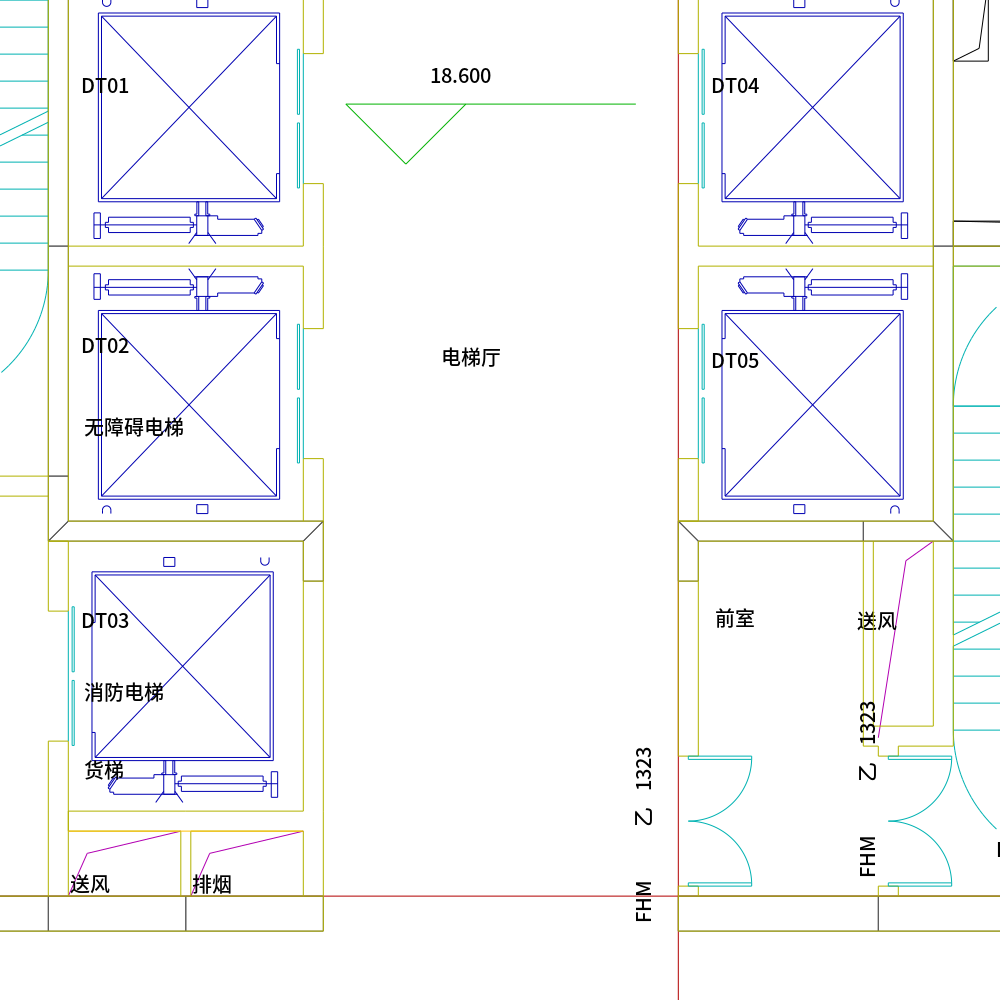 DT01
18.600
DT04
DT02
电梯厅
DT05
无障碍电梯
DT03
前室
送风
消防电梯
货梯
FHM 乙 1323
FHM 乙 1323
送风
排烟